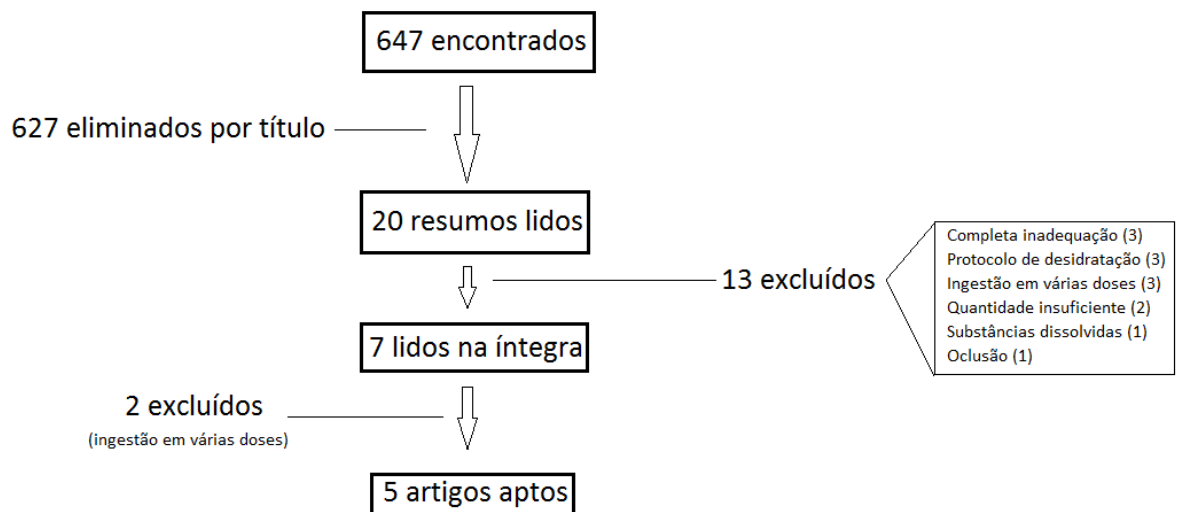 647 encontrados
627 eliminados por título
20 resumos lidos
13 excluídos
Completa inadequação (3)
Protocolo de desidratação (3)
Ingestão em várias doses (3)
Quantidade insuficiente (2)
Substâncias dissolvidas (1)
Oclusão (1)
7 lidos na íntegra
2 excluídos
(ingestão em várias doses)
5 artigos aptos